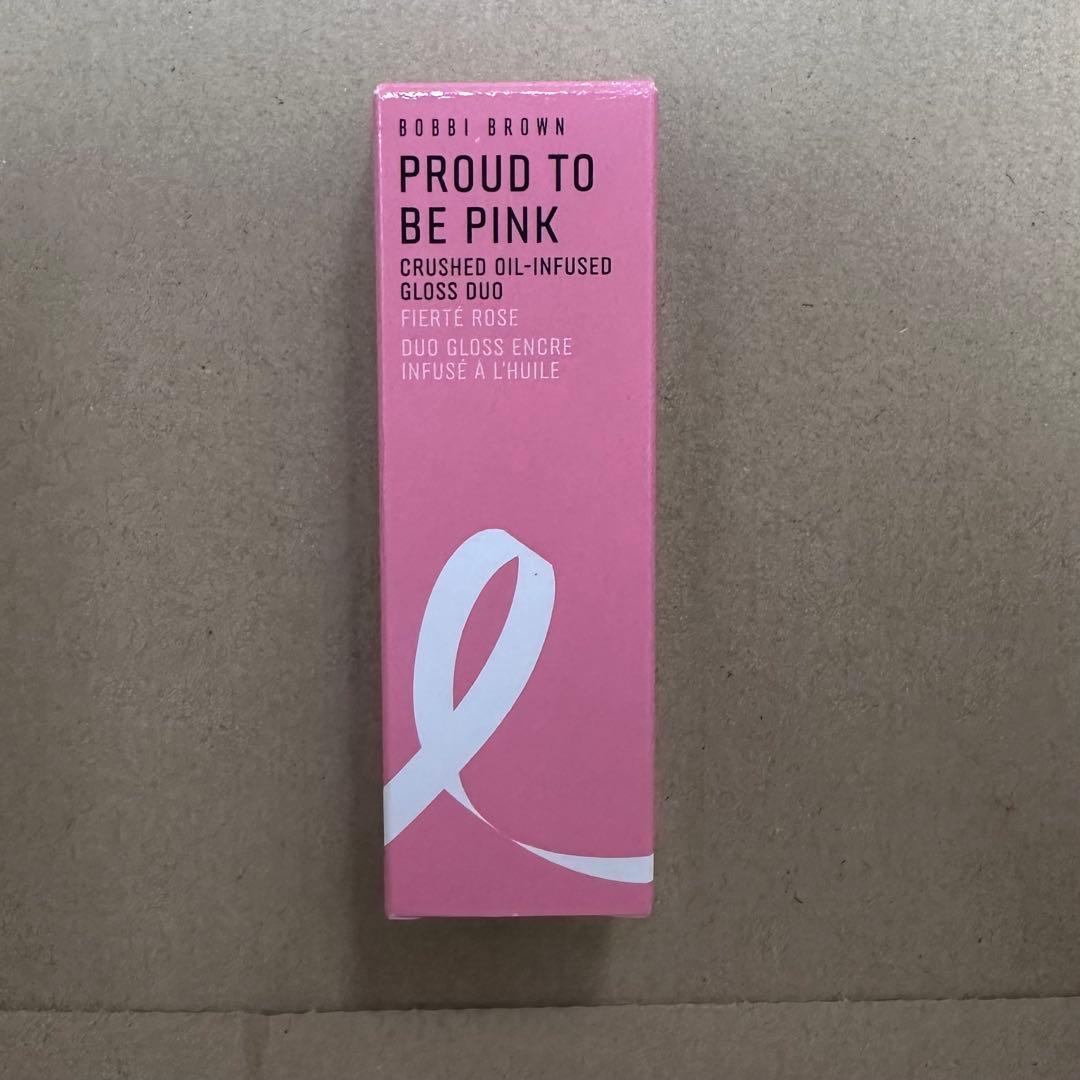 BOBBI BROWN
PROUD TO
BE PINK
CRUSHED OIL-INFUSED
GLOSS DUO
FIERTÉ ROSE
DUO GLOSS ENCRE
INFUSÉ À L'HUILE